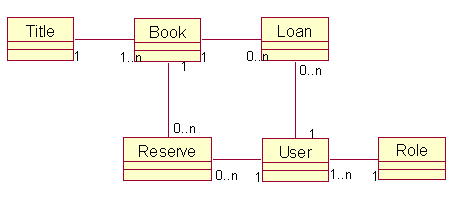 Title
Book
Loan
1
1..n
1
0..n
1
0..n
0..n
1
Reserve
User
Role
0..n
1
1..n
1